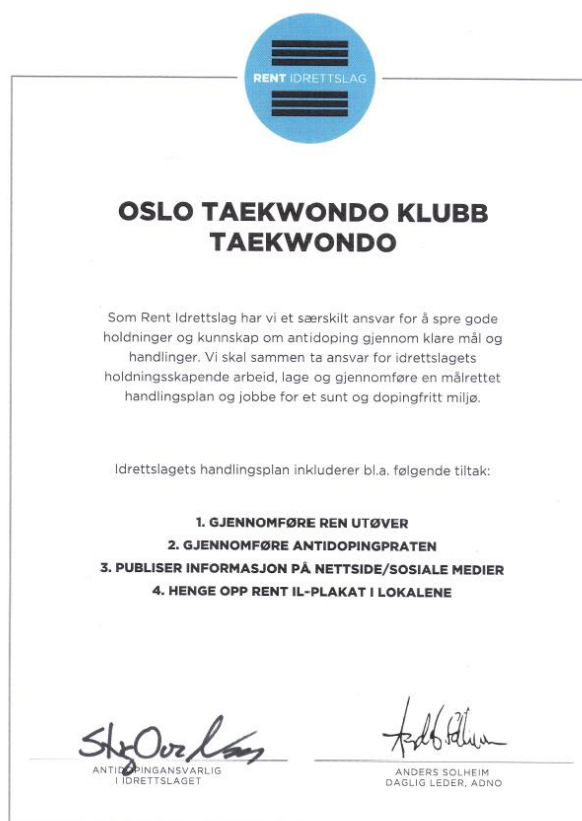 RENT IDRETTSLAG
OSLO TAEKWONDO KLUBB
TAEKWONDO
Som Rent Idrettslag har vi et særskilt ansvar for å spre gode
holdninger og kunnskap om antidoping gjennom klare mål og
handlinger. Vi skal sammen ta ansvar for idrettslagets
holdningsskapende arbeid, lage og gjennomføre en målrettet
handlingsplan og jobbe for et sunt og dopingfritt miljø.
Idrettslagets handlingsplan inkluderer bl.a. følgende tiltak:
1. GJENNOMFØRE REN UTØVER
2. GJENNOMFØRE ANTIDOPINGPRATEN
3. PUBLISER INFORMASJON PÅ NETTSIDE/SOSIALE MEDIER
4. HENGE OPP RENT IL-PLAKAT I LOKALENE
ANTIDOPINGANSVARLIG
I IDRETTSLAGET
ANDERS SOLHEIM
DAGLIG LEDER, ADNO